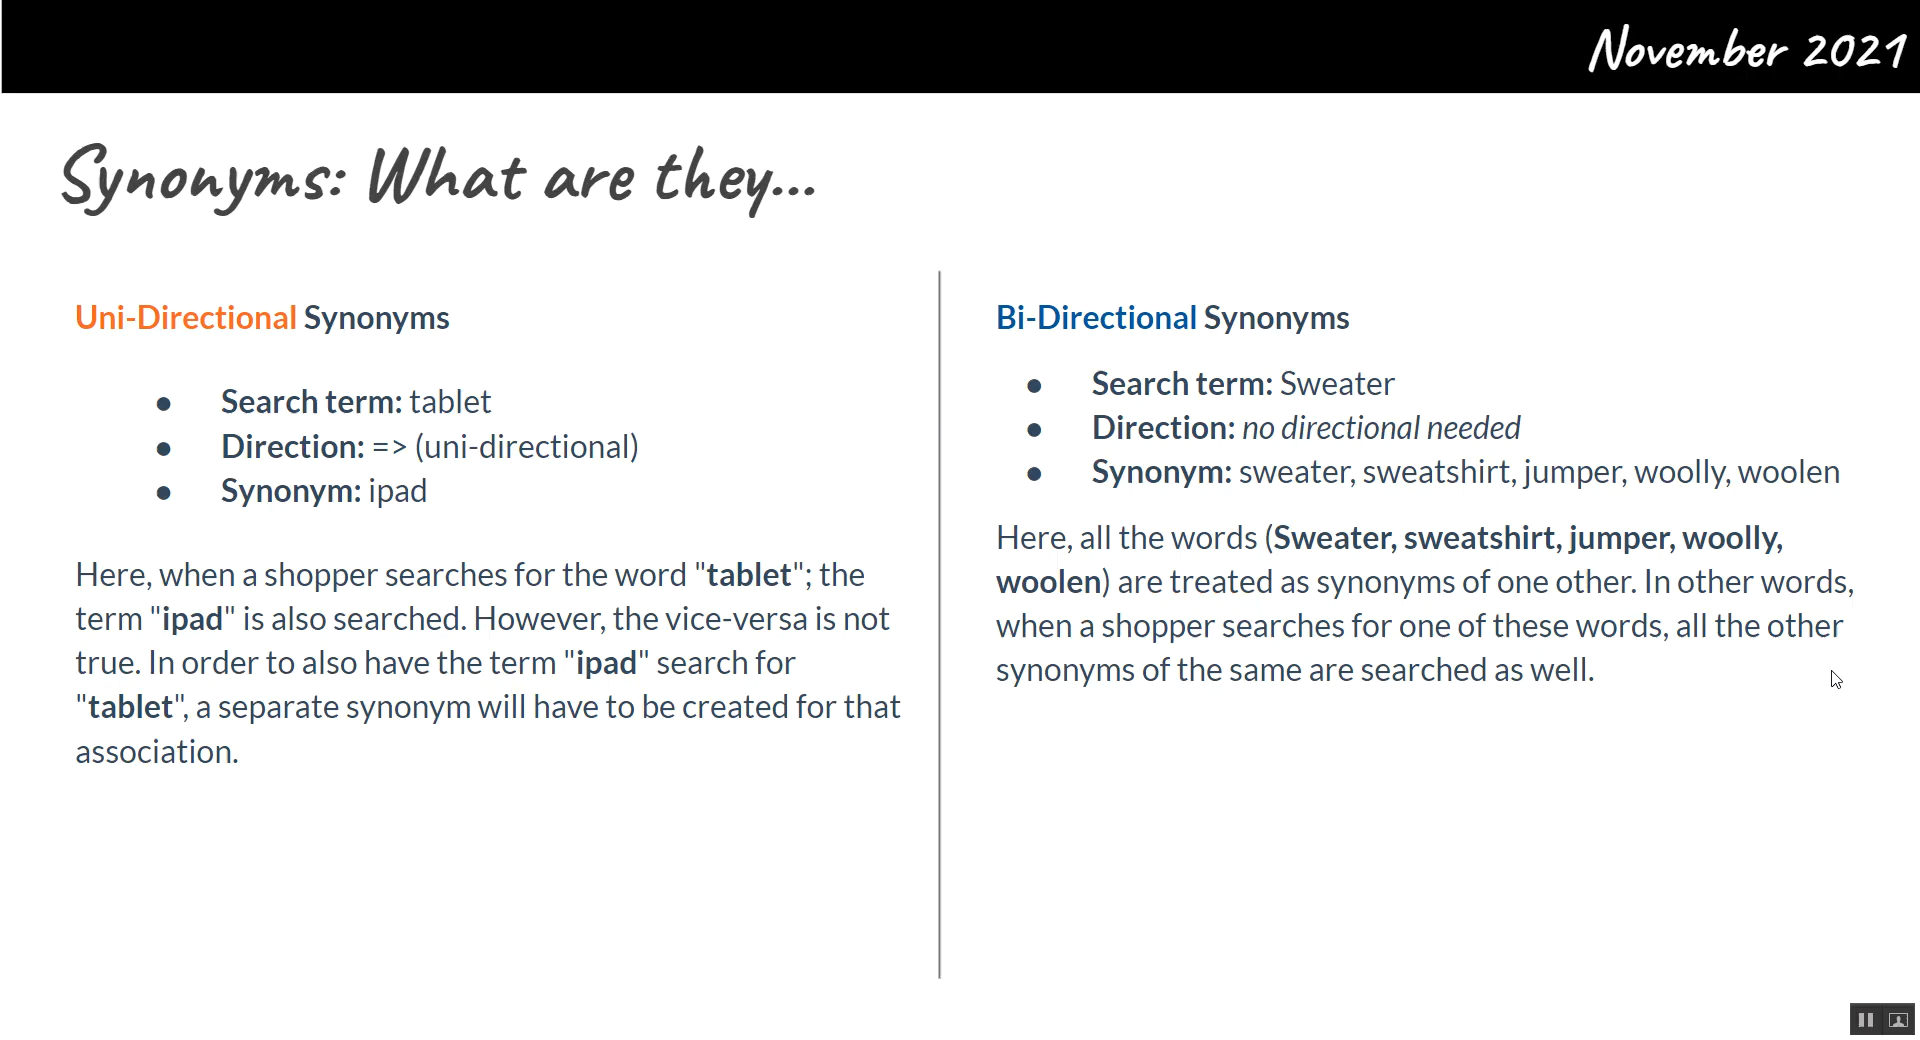 November 2021
Synonyms: What are they...
Uni-Directional Synonyms
● Search term: tablet
● Direction: => (uni-directional)
● Synonym: ipad
Here, when a shopper searches for the word "tablet"; the
term "ipad" is also searched. However, the vice-versa is not
true. In order to also have the term "ipad" search for
"tablet", a separate synonym will have to be created for that
association.
Bi-Directional Synonyms
● Search term: Sweater
● Direction: no directional needed
● Synonym: sweater, sweatshirt, jumper, woolly, woolen
Here, all the words (Sweater, sweatshirt, jumper, woolly,
woolen) are treated as synonyms of one other. In other words,
when a shopper searches for one of these words, all the other
synonyms of the same are searched as well.